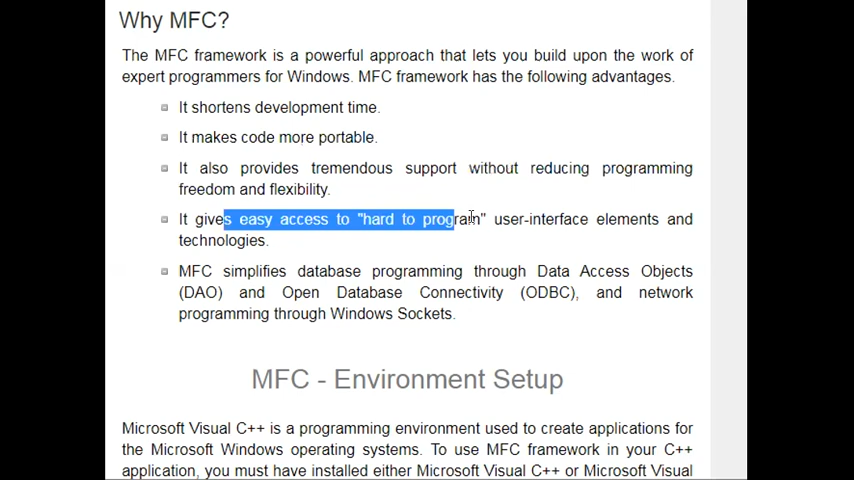 Why MFC?
The MFC framework is a powerful approach that lets you build upon the work of
expert programmers for Windows. MFC framework has the following advantages.
It shortens development time.
It makes code more portable.
It also provides tremendous support without reducing programming
freedom and flexibility.
It gives easy access to "hard to program" user-interface elements and
technologies.
MFC simplifies database programming through Data Access Objects
(DAO) and Open Database Connectivity (ODBC), and network
programming through Windows Sockets.
MFC - Environment Setup
Microsoft Visual C++ is a programming environment used to create applications for
the Microsoft Windows operating systems. To use MFC framework in your C++
application, you must have installed either Microsoft Visual C++ or Microsoft Visual